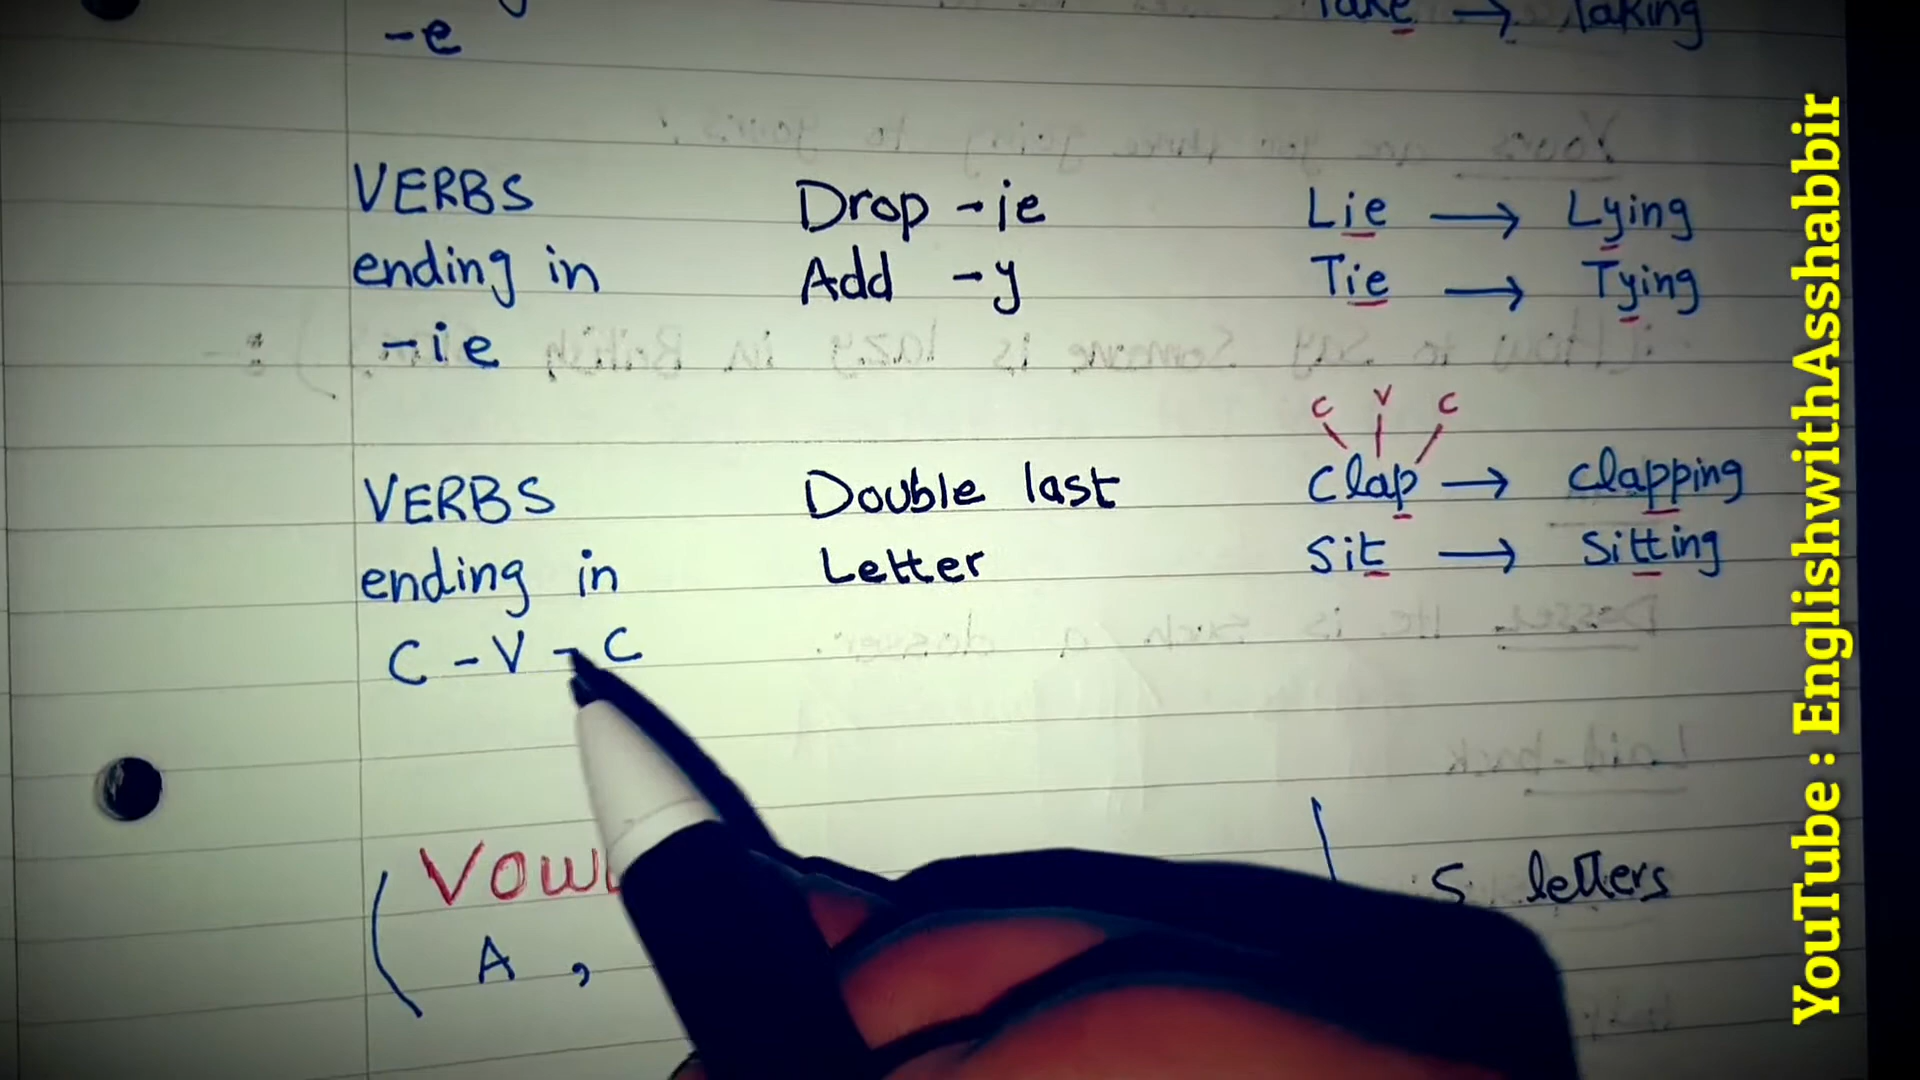 -e
Take → Taking
VERBS
ending in
-ie
Drop -ie
Add -y
Lie → Lying
Tie → Tying
VERBS
ending in
C - V - C
Double last
Letter
C V C
Clap → Clapping
Sit → Sitting
A ,
5 letters
YouTube : EnglishwithAsshabbir